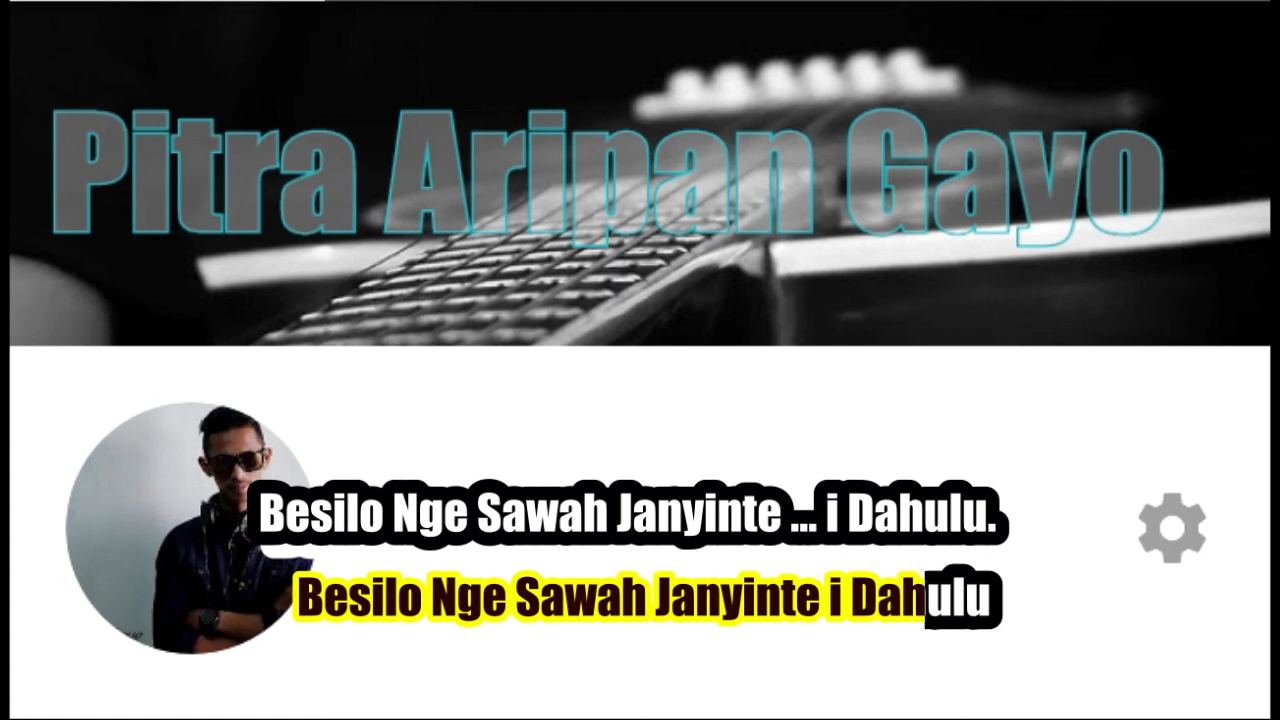 Pitra Aripan Gayo
Besilo Nge Sawah Janyinte ... i Dahulu.
Besilo Nge Sawah Janyinte i Dahulu